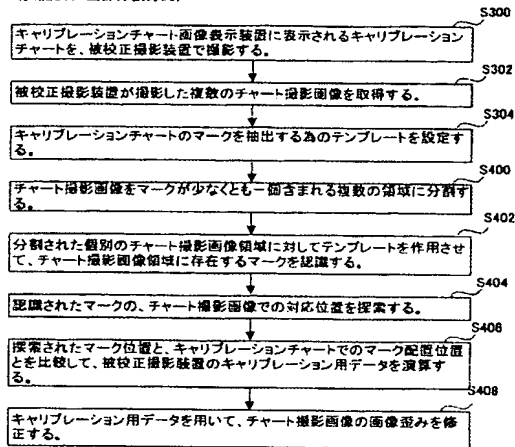 S300
キャリブレーションチャート画像表示装置に表示されるキャリブレーション
チャートを、被校正撮影装置で撮影する。
S302
被校正撮影装置が撮影した複数のチャート撮影画像を取得する。
S304
キャリブレーションチャートのマークを抽出する為のテンプレートを設定す
る。
S400
チャート撮影画像をマークが少なくとも一個含まれる複数の領域に分割す
る。
S402
分割された個別のチャート撮影画像領域に対してテンプレートを作用させ
て、チャート撮影画像領域に存在するマークを認識する。
S404
認識されたマークの、チャート撮影画像での対応位置を探索する。
S406
探索されたマーク位置と、キャリブレーションチャートでのマーク配置位置
とを比較して、被校正撮影装置のキャリブレーション用データを演算す
る。
S408
キャリブレーション用データを用いて、チャート撮影画像の画像歪みを修
正する。